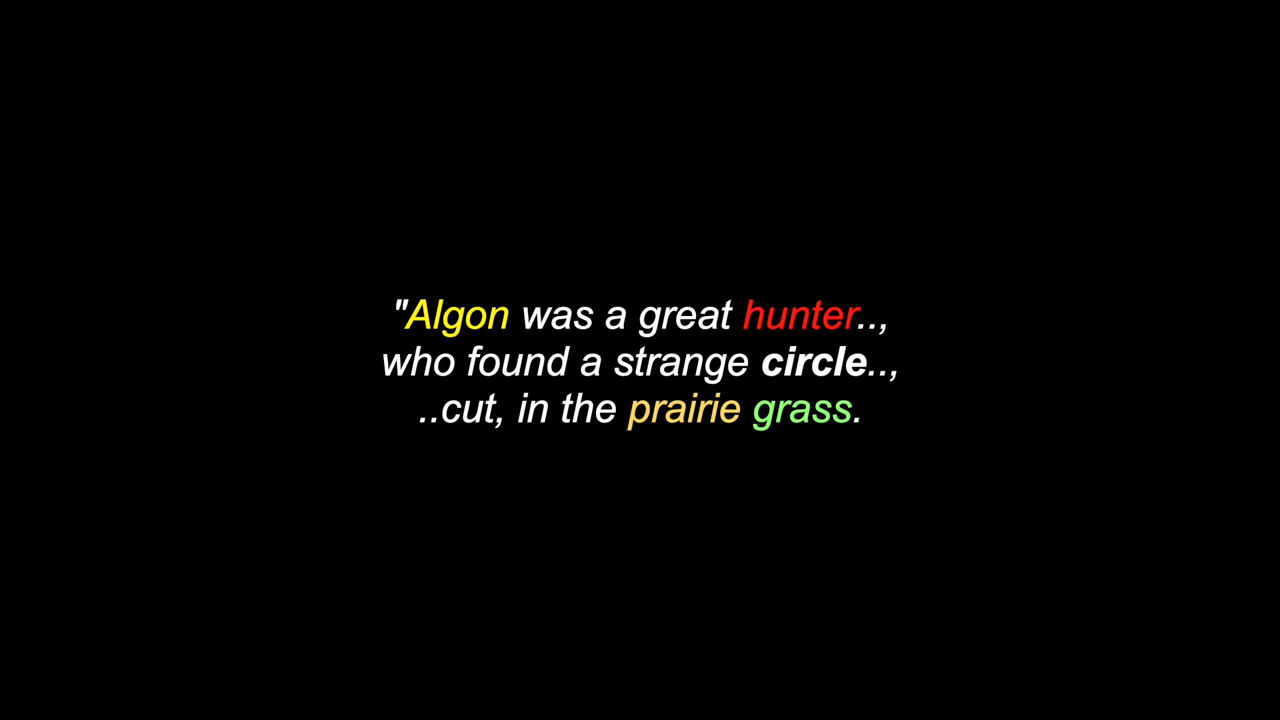 "Algon was a great hunter..,
who found a strange circle..,
..cut, in the prairie grass.